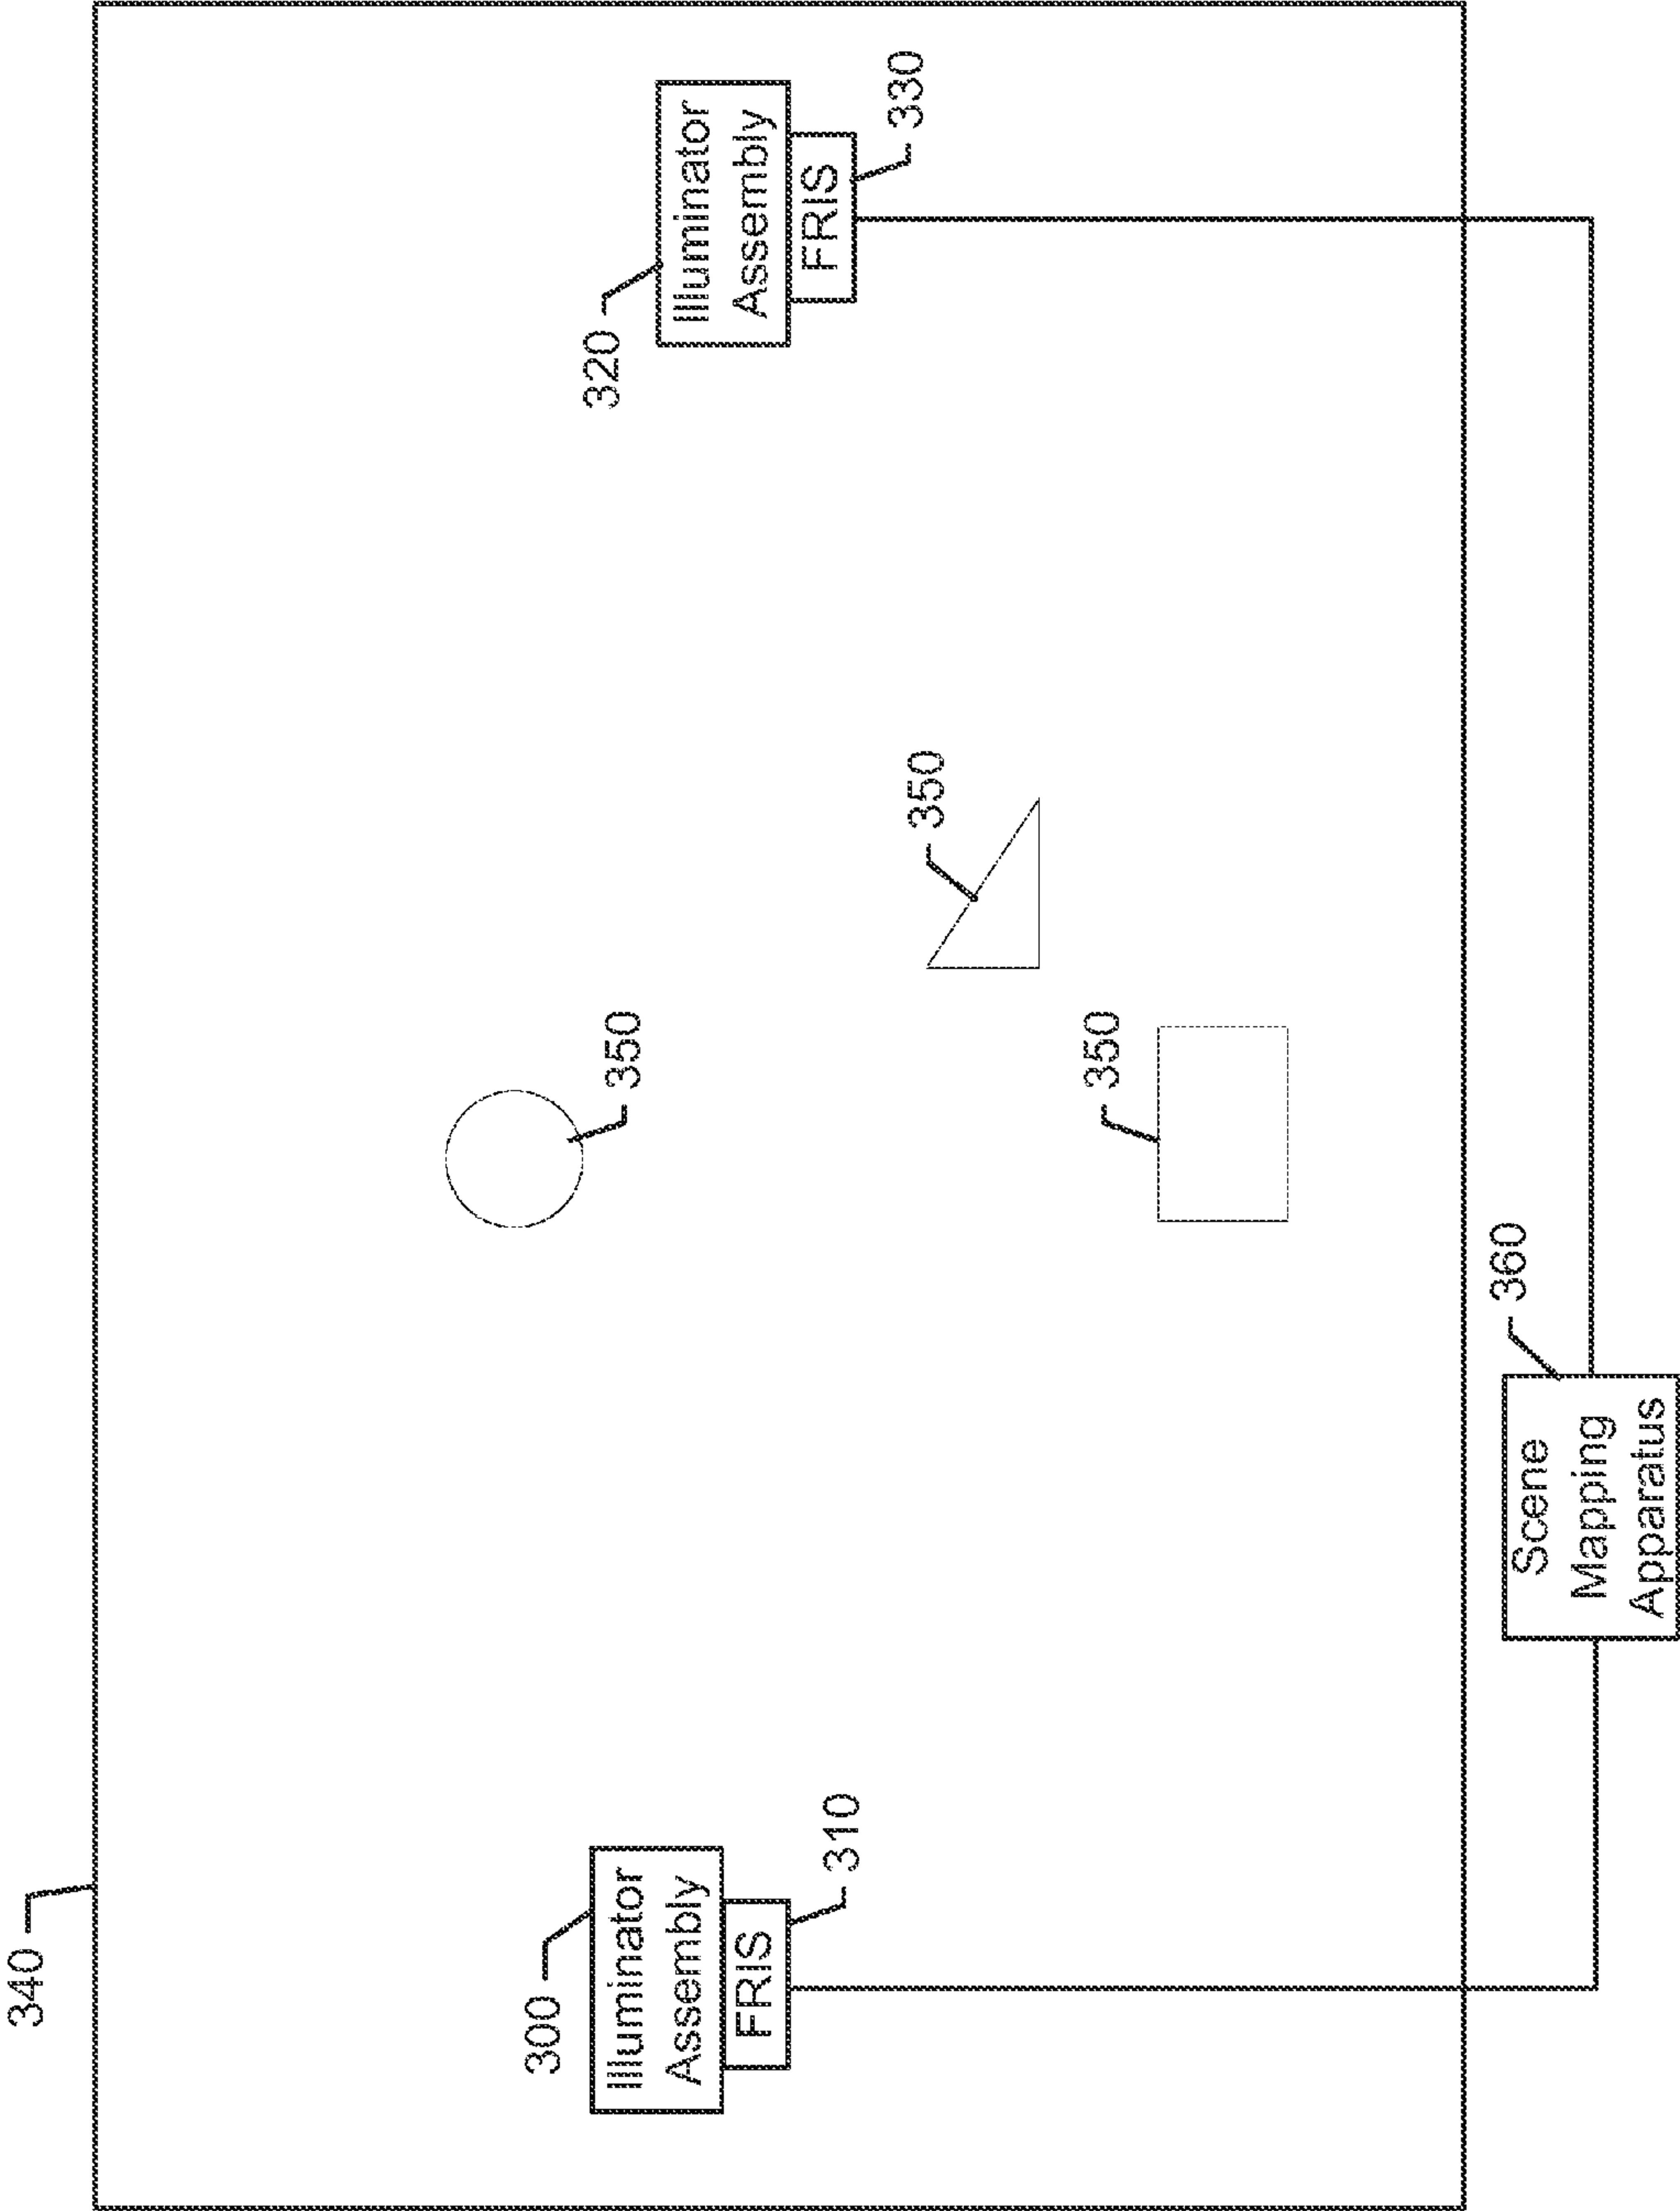 340
300
Illuminator
Assembly
FRIS
310
320
Illuminator
Assembly
FRIS
330
350
350
350
360
Scene
Mapping
Apparatus